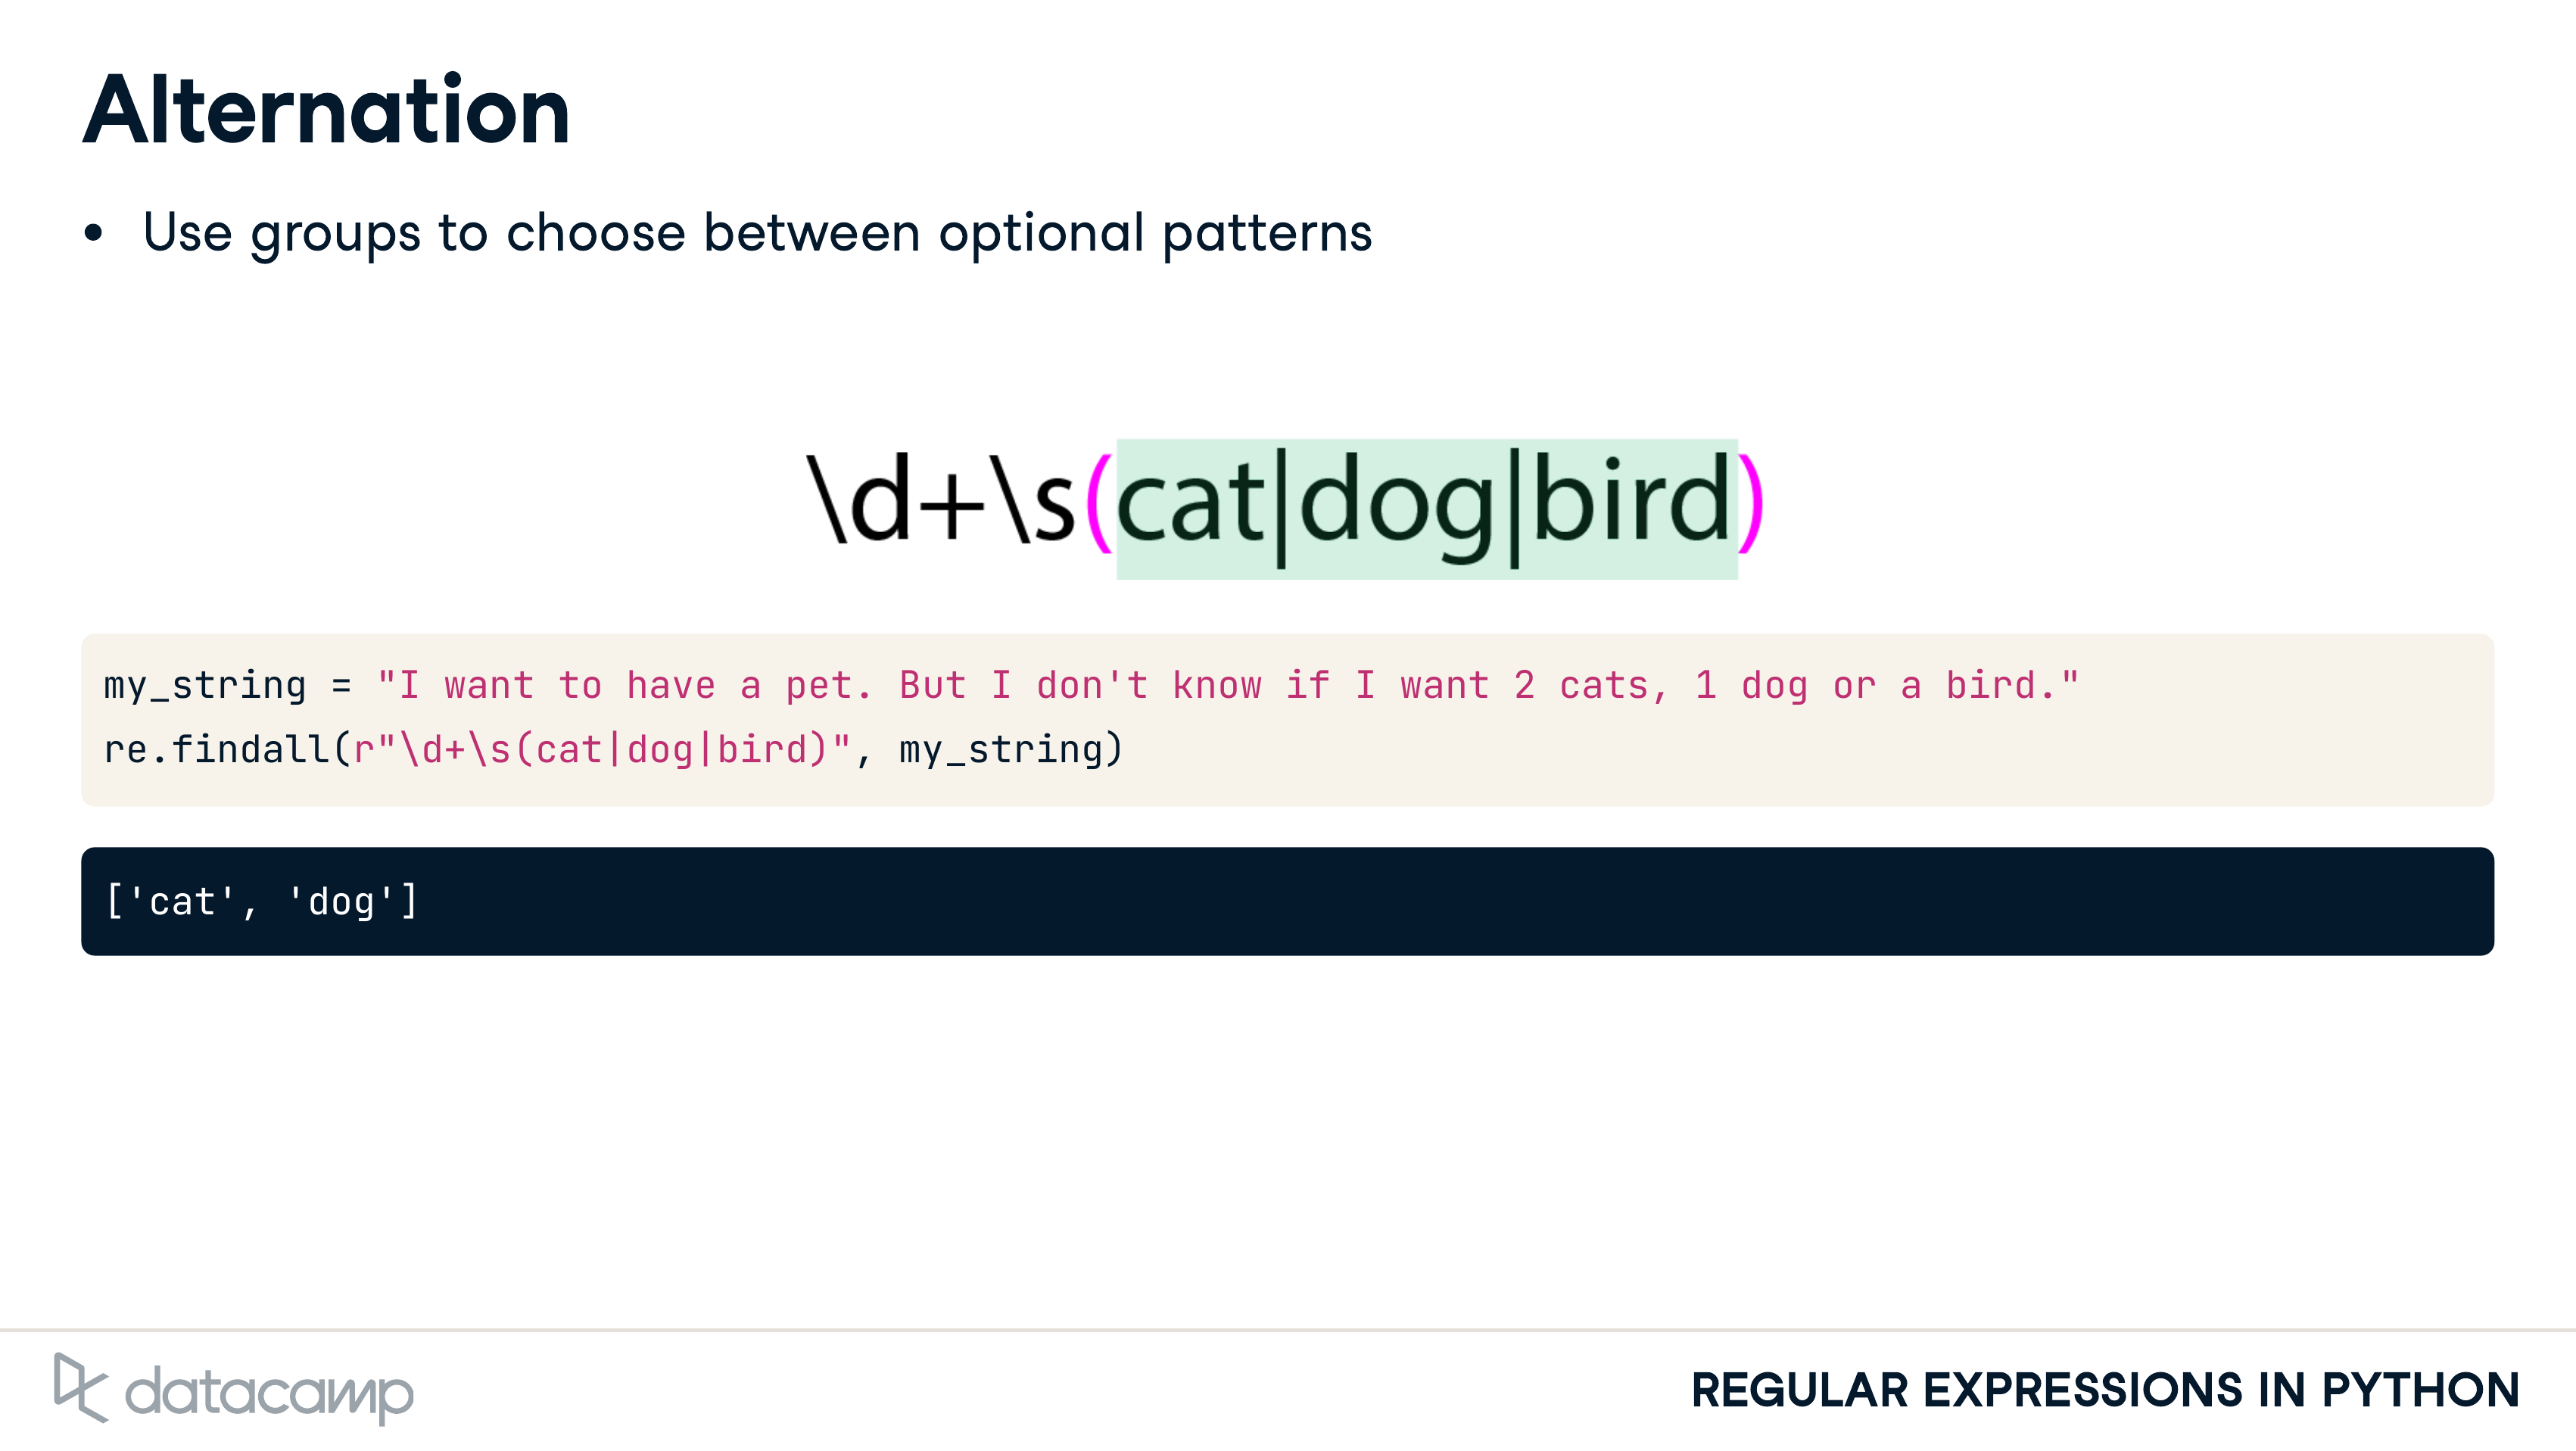 Alternation
• Use groups to choose between optional patterns
\d+\s(cat|dog|bird)
my_string = "I want to have a pet. But I don't know if I want 2 cats, 1 dog or a bird."
re.findall(r"\d+\s(cat|dog|bird)", my_string)
['cat', 'dog']
datacamp
REGULAR EXPRESSIONS IN PYTHON